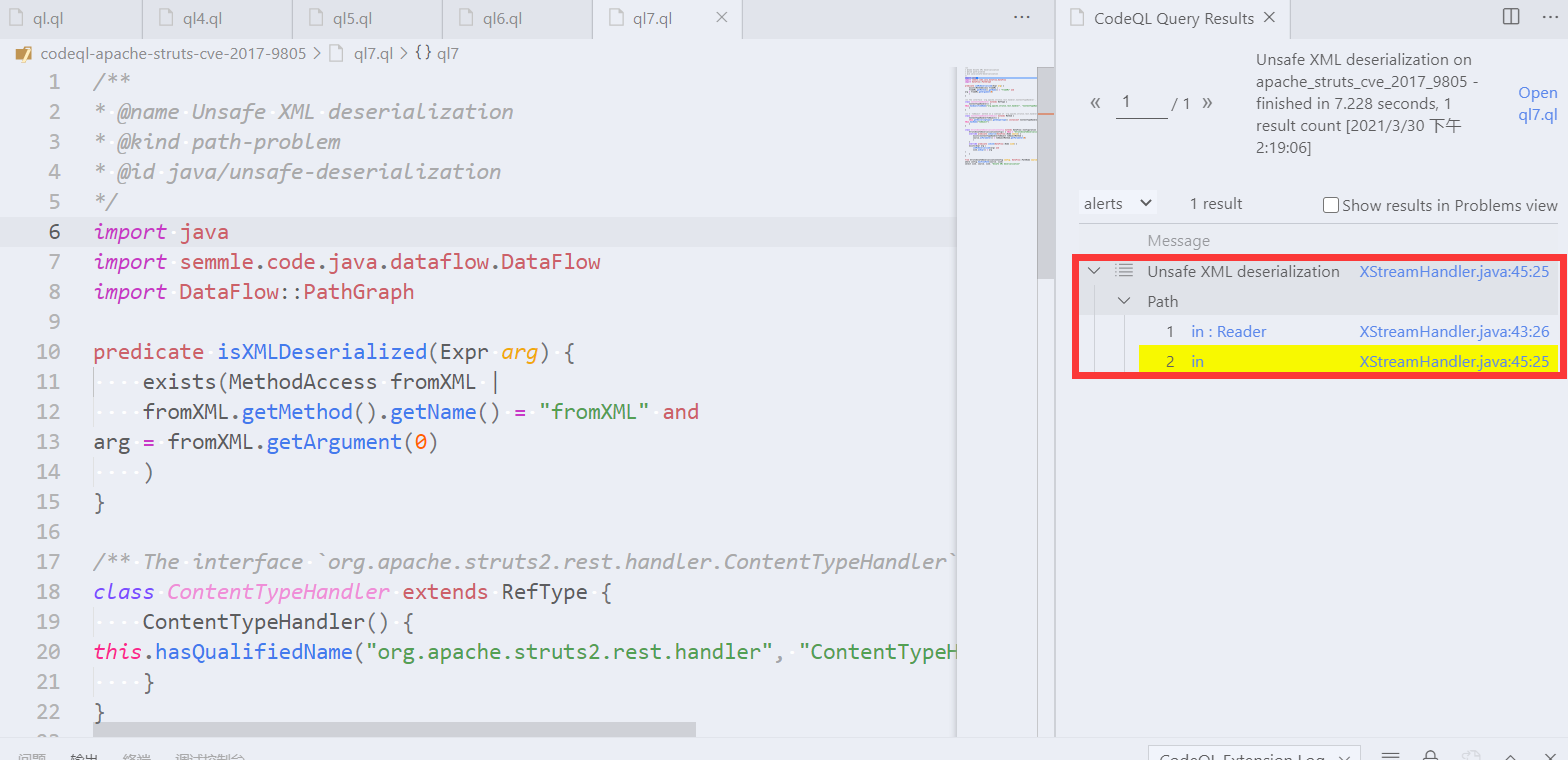 ql.ql
ql4.ql
ql5.ql
ql6.ql
ql7.ql
codeql-apache-struts-cve-2017-9805 > ql7.ql > {} ql7
1 /**
2 * @name Unsafe XML deserialization
3 * @kind path-problem
4 * @id java/unsafe-deserialization
5 */
6 import java
7 import semmle.code.java.dataflow.DataFlow
8 import DataFlow::PathGraph
9
10 predicate isXMLDeserialized(Expr arg) {
11 exists(MethodAccess fromXML |
12 fromXML.getMethod().getName() = "fromXML" and
13 arg = fromXML.getArgument(0)
14 )
15 }
16
17 /** The interface `org.apache.struts2.rest.handler.ContentTypeHandler`
18 class ContentTypeHandler extends RefType {
19 ContentTypeHandler() {
20 this.hasQualifiedName("org.apache.struts2.rest.handler", "ContentTypeH
21 }
22 }
问题 输出 终端 调试控制台
CodeQL Query Results
« 1 / 1 »
Unsafe XML deserialization on
apache_struts_cve_2017_9805 -
finished in 7.228 seconds, 1
result count [2021/3/30 下午
2:19:06]
Open
ql7.ql
alerts 1 result Show results in Problems view
Message
Unsafe XML deserialization XStreamHandler.java:45:25
Path
1 in : Reader XStreamHandler.java:43:26
2 in XStreamHandler.java:45:25
CodeQL Extension Log